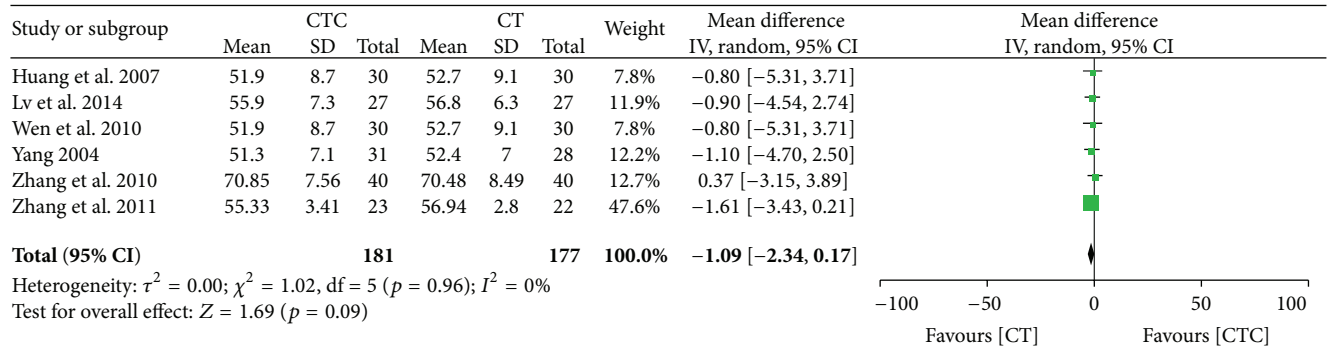 Study or subgroup CTC CT Weight Mean difference Mean difference
Mean SD Total Mean SD Total IV, random, 95% CI IV, random, 95% CI
Huang et al. 2007 51.9 8.7 30 52.7 9.1 30 7.8% −0.80 [−5.31, 3.71]
Lv et al. 2014 55.9 7.3 27 56.8 6.3 27 11.9% −0.90 [−4.54, 2.74]
Wen et al. 2010 51.9 8.7 30 52.7 9.1 30 7.8% −0.80 [−5.31, 3.71]
Yang 2004 51.3 7.1 31 52.4 7 28 12.2% −1.10 [−4.70, 2.50]
Zhang et al. 2010 70.85 7.56 40 70.48 8.49 40 12.7% 0.37 [−3.15, 3.89]
Zhang et al. 2011 55.33 3.41 23 56.94 2.8 22 47.6% −1.61 [−3.43, 0.21]
Total (95% CI) 181 177 100.0% −1.09 [−2.34, 0.17]
Heterogeneity: τ² = 0.00; χ² = 1.02, df = 5 (p = 0.96); I² = 0%
Test for overall effect: Z = 1.69 (p = 0.09)
−100 −50 0 50 100
Favours [CT] Favours [CTC]